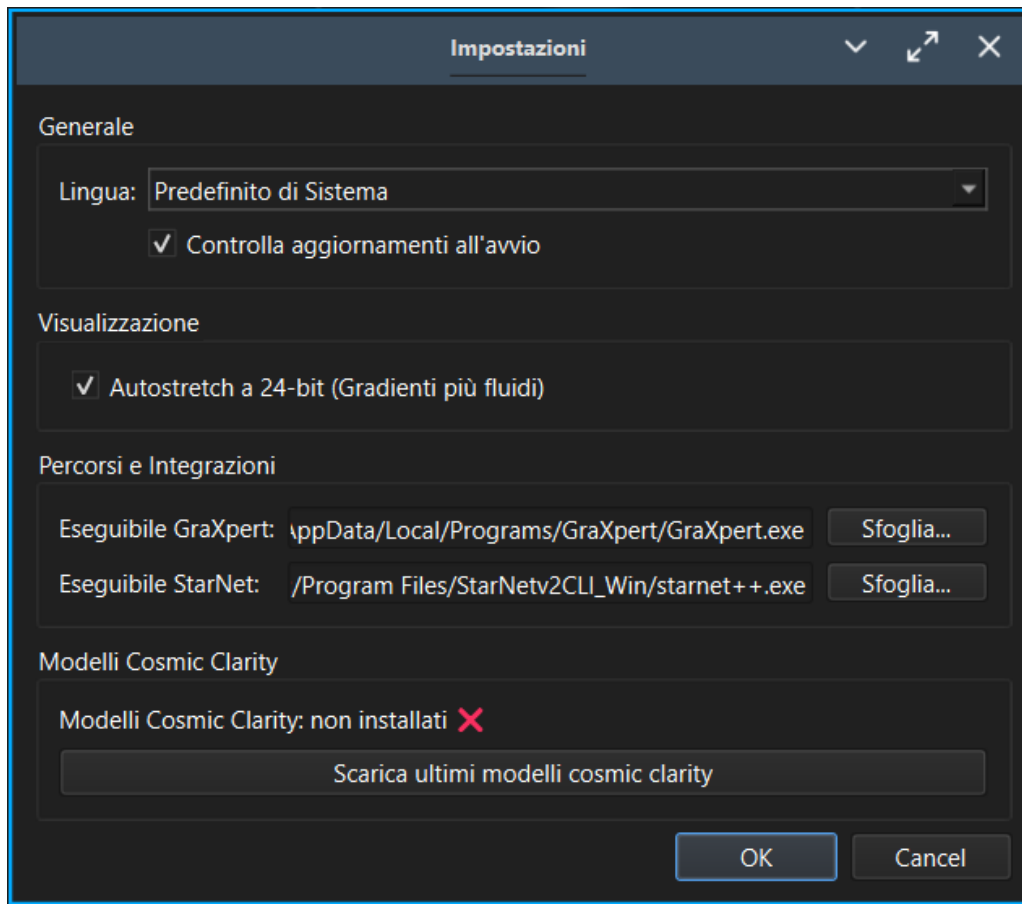 Impostazioni
Generale
Lingua: Predefinito di Sistema
Controlla aggiornamenti all'avvio
Visualizzazione
Autostretch a 24-bit (Gradienti più fluidi)
Percorsi e Integrazioni
Eseguibile GraXpert: AppData/Local/Programs/GraXpert/GraXpert.exe Sfoglia...
Eseguibile StarNet: /Program Files/StarNetv2CLI_Win/starnet++.exe Sfoglia...
Modelli Cosmic Clarity
Modelli Cosmic Clarity: non installati ❌
Scarica ultimi modelli cosmic clarity
OK Cancel